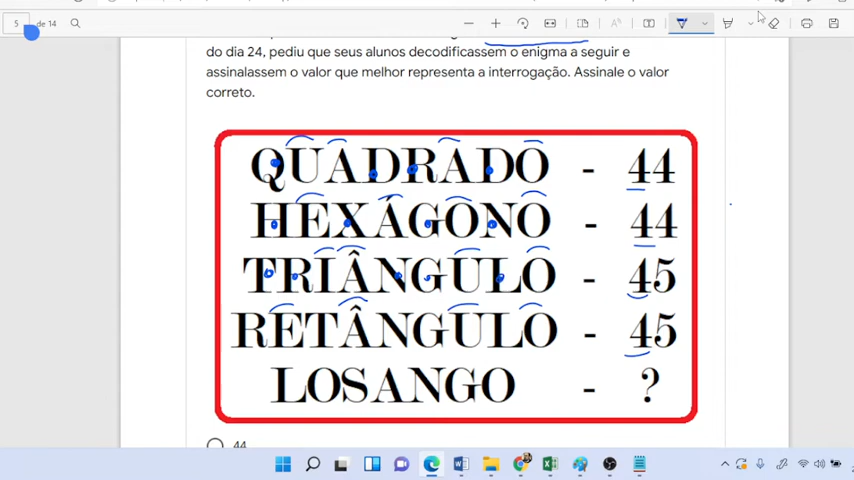 5 de 14
do dia 24, pediu que seus alunos decodificassem o enigma a seguir e
assinalassem o valor que melhor representa a interrogação. Assinale o valor
correto.
QUADRADO - 44
HEXÁGONO - 44
TRIÂNGULO - 45
RETÂNGULO - 45
LOSANGO - ?
44